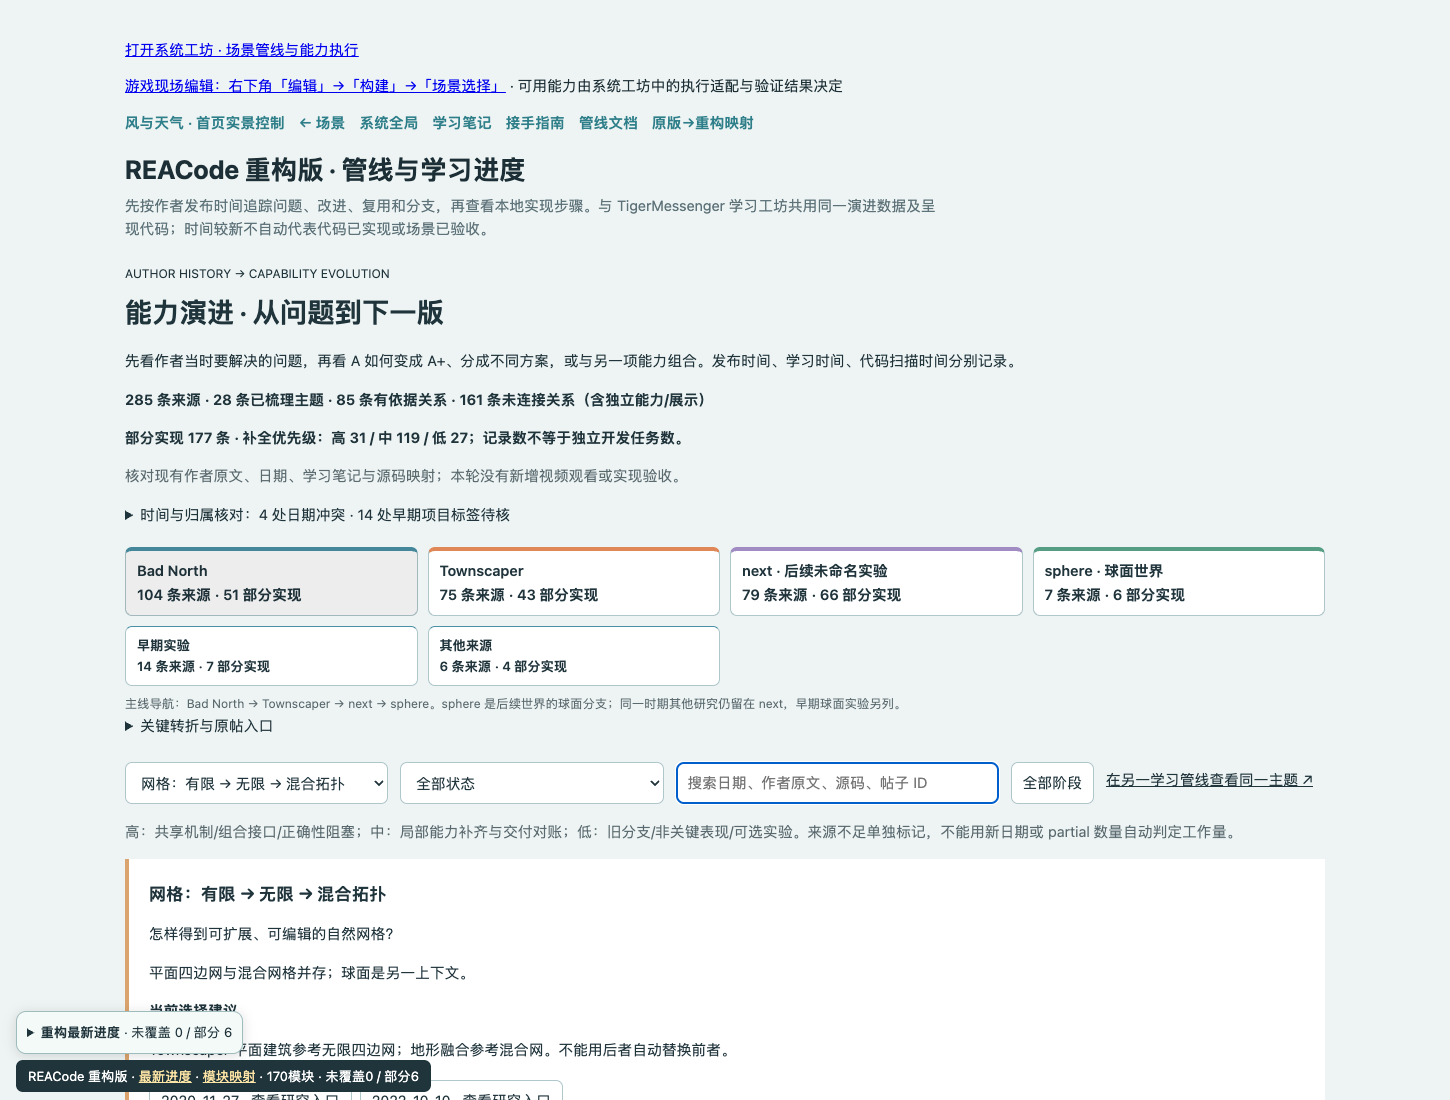 打开系统工坊 · 场景管线与能力执行
游戏现场编辑：右下角「编辑」→「构建」→「场景选择」 · 可用能力由系统工坊中的执行适配与验证结果决定
风与天气 · 首页实景控制 ← 场景 系统全局 学习笔记 接手指南 管线文档 原版→重构映射
REACode 重构版 · 管线与学习进度
先按作者发布时间追踪问题、改进、复用和分支，再查看本地实现步骤。与 TigerMessenger 学习工坊共用同一演进数据及呈
现代码；时间较新不自动代表代码已实现或场景已验收。
AUTHOR HISTORY → CAPABILITY EVOLUTION
能力演进 · 从问题到下一版
先看作者当时要解决的问题，再看 A 如何变成 A+、分成不同方案，或与另一项能力组合。发布时间、学习时间、代码扫描时间分别记录。
285 条来源 · 28 条已梳理主题 · 85 条有依据关系 · 161 条未连接关系（含独立能力/展示）
部分实现 177 条 · 补全优先级：高 31 / 中 119 / 低 27；记录数不等于独立开发任务数。
核对现有作者原文、日期、学习笔记与源码映射；本轮没有新增视频观看或实现验收。
▶ 时间与归属核对：4 处日期冲突 · 14 处早期项目标签待核
Bad North
104 条来源 · 51 部分实现
Townscaper
75 条来源 · 43 部分实现
next · 后续未命名实验
79 条来源 · 66 部分实现
sphere · 球面世界
7 条来源 · 6 部分实现
早期实验
14 条来源 · 7 部分实现
其他来源
6 条来源 · 4 部分实现
主线导航：Bad North → Townscaper → next → sphere。sphere 是后续世界的球面分支；同一时期其他研究仍留在 next，早期球面实验另列。
▶ 关键转折与原帖入口
网格：有限 → 无限 → 混合拓扑
全部状态
搜索日期、作者原文、源码、帖子 ID
全部阶段
在另一学习管线查看同一主题 ↗
高：共享机制/组合接口/正确性阻塞；中：局部能力补齐与交付对账；低：旧分支/非关键表现/可选实验。来源不足单独标记，不能用新日期或 partial 数量自动判定工作量。
网格：有限 → 无限 → 混合拓扑
怎样得到可扩展、可编辑的自然网格？
平面四边网与混合网格并存；球面是另一上下文。
当前选择建议
Townscaper 平面建筑参考无限四边网；地形融合参考混合网。不能用后者自动替换前者。
▶ 重构最新进度 · 未覆盖 0 / 部分 6
REACode 重构版 · 最新进度 · 模块映射 · 170模块 · 未覆盖0 / 部分6
2020-11-27 · 查看研究入口
2022-10-10 · 查看研究入口